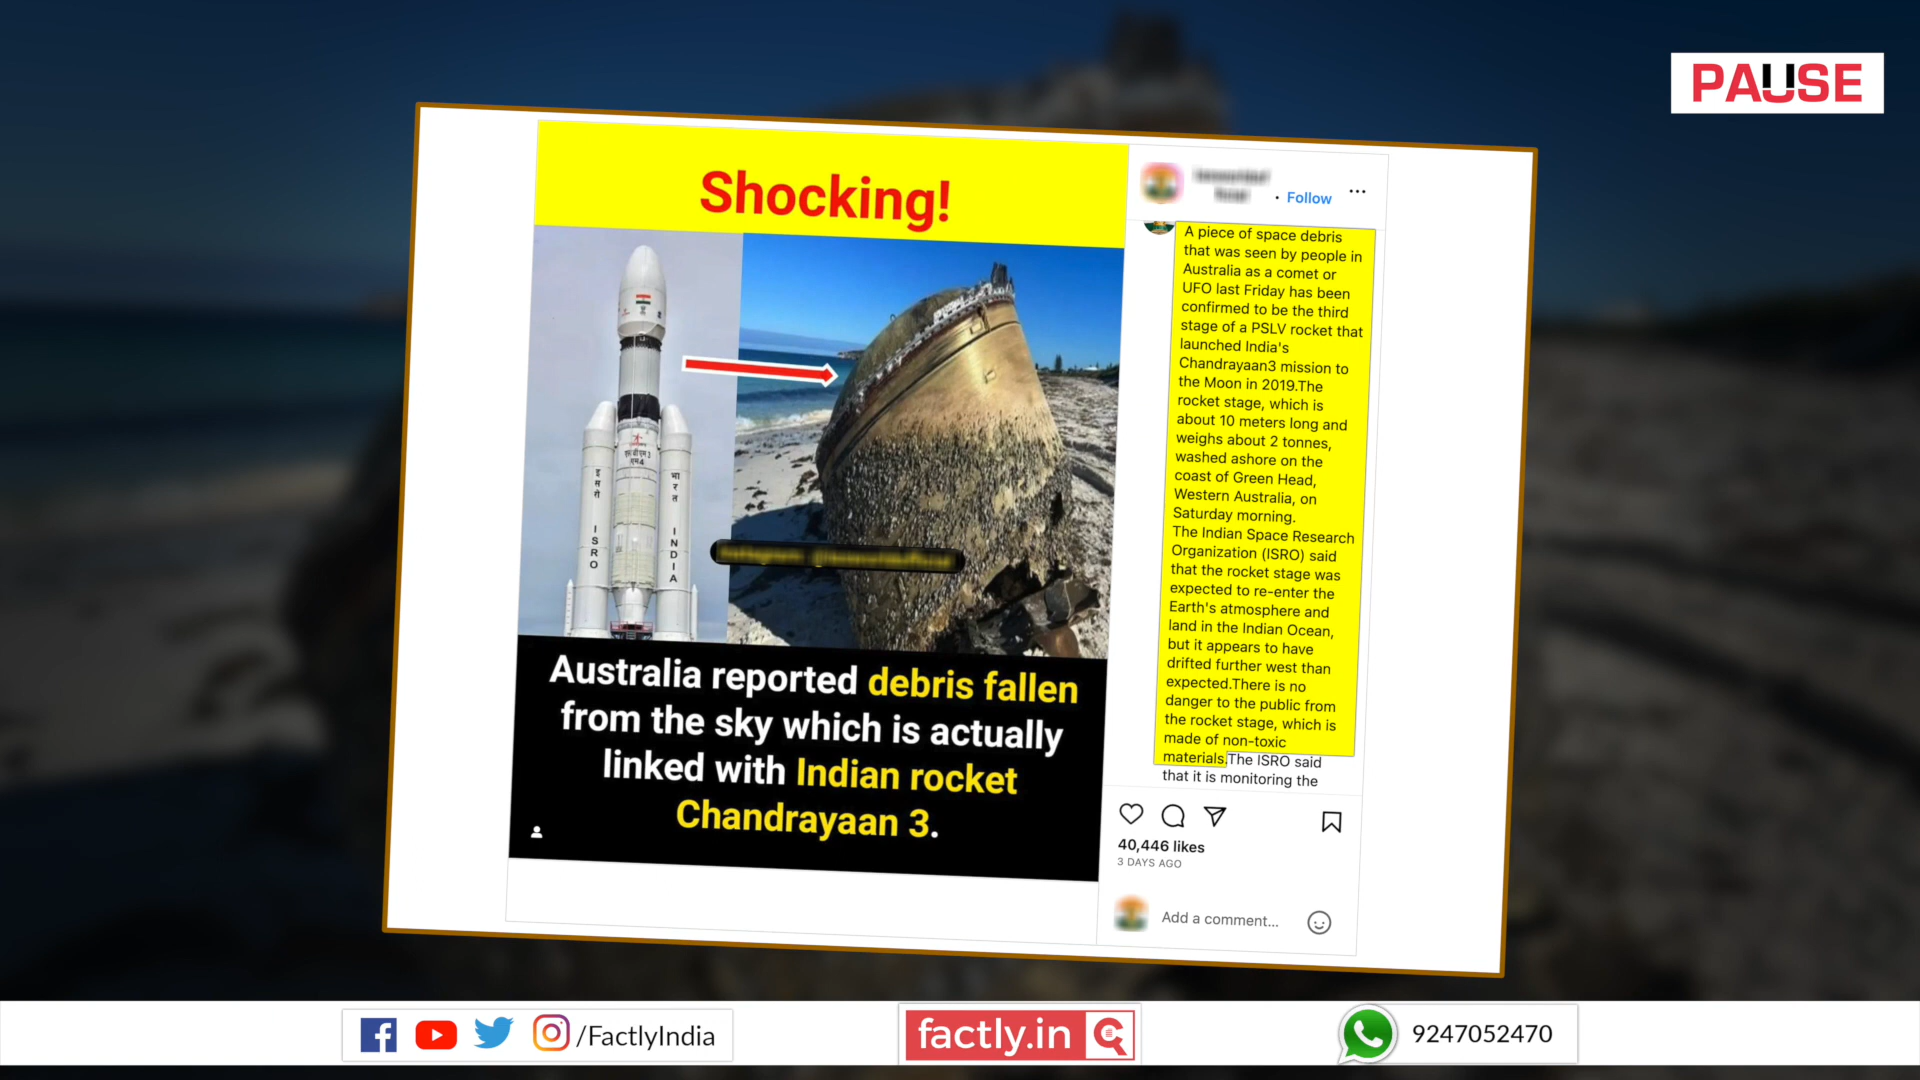 PAUSE
Shocking!
इसरो
ISRO
भारत
INDIA
एम4
Australia reported debris fallen
from the sky which is actually
linked with Indian rocket
Chandrayaan 3.
• Follow
A piece of space debris
that was seen by people in
Australia as a comet or
UFO last Friday has been
confirmed to be the third
stage of a PSLV rocket that
launched India's
Chandrayaan3 mission to
the Moon in 2019.The
rocket stage, which is
about 10 meters long and
weighs about 2 tonnes,
washed ashore on the
coast of Green Head,
Western Australia, on
Saturday morning.
The Indian Space Research
Organization (ISRO) said
that the rocket stage was
expected to re-enter the
Earth's atmosphere and
land in the Indian Ocean,
but it appears to have
drifted further west than
expected.There is no
danger to the public from
the rocket stage, which is
made of non-toxic
materials.The ISRO said
that it is monitoring the
40,446 likes
3 DAYS AGO
Add a comment...
/FactlyIndia
factly.in
9247052470